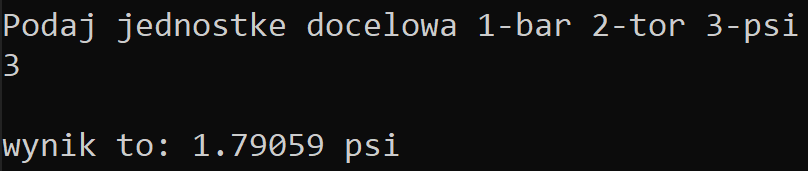 Podaj jednostke docelowa 1-bar 2-tor 3-psi
3
wynik to: 1.79059 psi